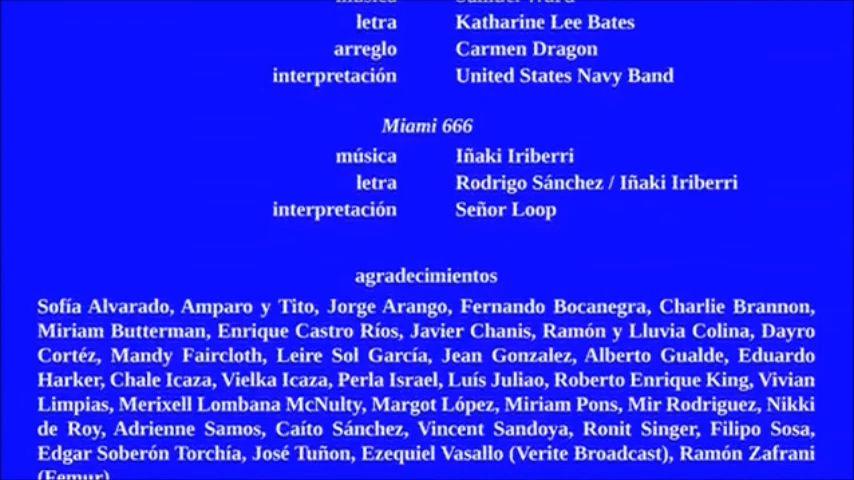 letra Katharine Lee Bates
arreglo Carmen Dragon
interpretación United States Navy Band
Miami 666
música Iñaki Iriberri
letra Rodrigo Sánchez / Iñaki Iriberri
interpretación Señor Loop
agradecimientos
Sofía Alvarado, Amparo y Tito, Jorge Arango, Fernando Bocanegra, Charlie Brannon,
Miriam Butterman, Enrique Castro Ríos, Javier Chanis, Ramón y Lluvia Colina, Dayro
Cortéz, Mandy Faircloth, Leire Sol García, Jean Gonzalez, Alberto Gualde, Eduardo
Harker, Chale Icaza, Vielka Icaza, Perla Israel, Luís Juliao, Roberto Enrique King, Vivian
Limpias, Merixell Lombana McNulty, Margot López, Miriam Pons, Mir Rodriguez, Nikki
de Roy, Adrienne Samos, Caíto Sánchez, Vincent Sandoya, Ronit Singer, Filipo Sosa,
Edgar Soberón Torchía, José Tuñon, Ezequiel Vasallo (Verite Broadcast), Ramón Zafrani
(Femur)